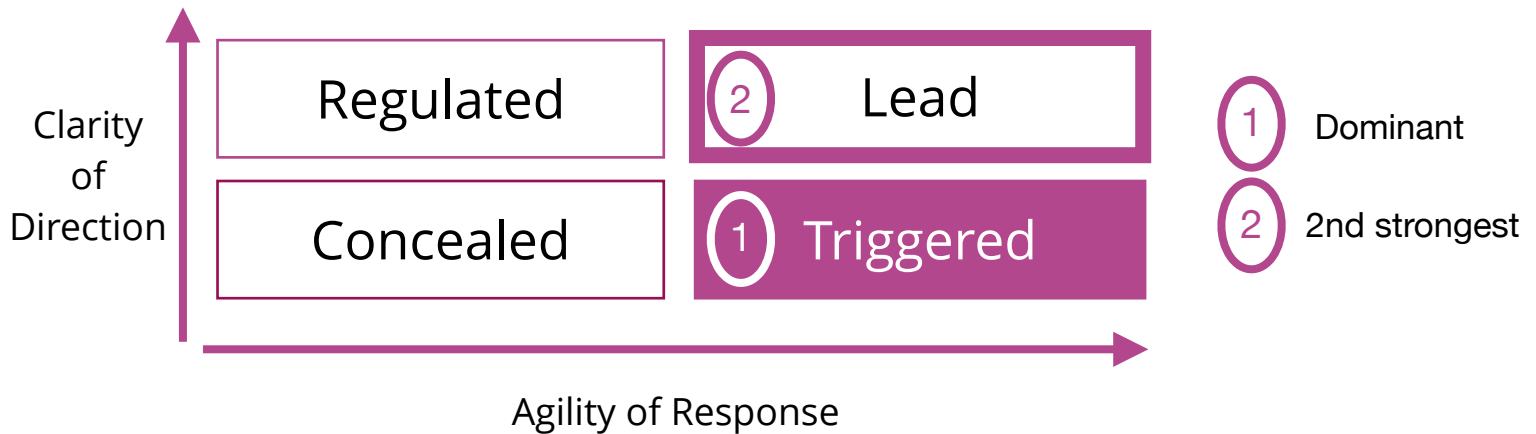 Clarity
of
Direction
Regulated
2
Lead
Concealed
1
Triggered
Agility of Response
1
Dominant
2
2nd strongest